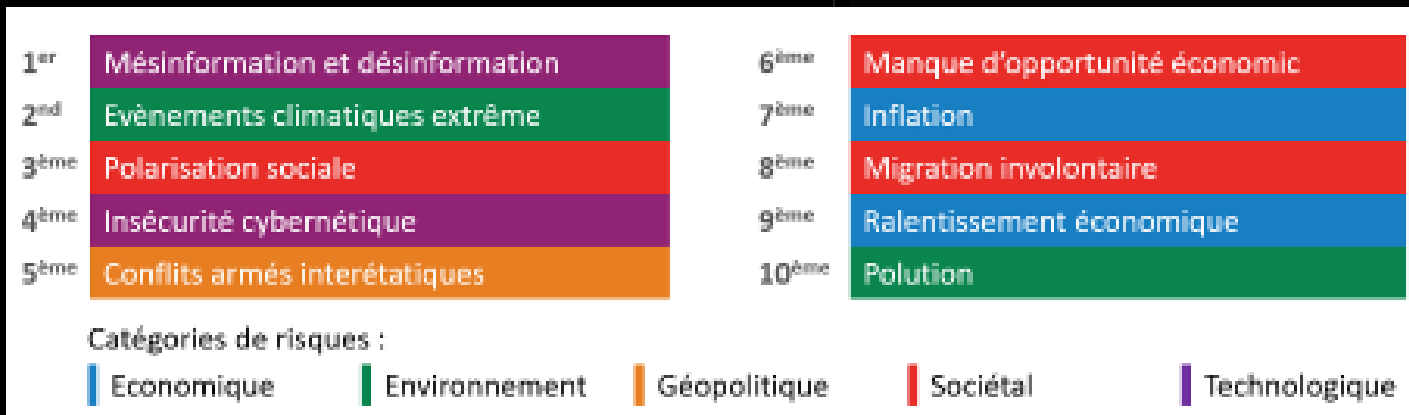 1er Mésinformation et désinformation
2nd Evènements climatiques extrême
3ème Polarisation sociale
4ème Insécurité cybernétique
5ème Conflits armés interétatiques
6ème Manque d'opportunité économic
7ème Inflation
8ème Migration involontaire
9ème Ralentissement économique
10ème Polution
Catégories de risques :
Economique Environnement Géopolitique Sociétal Technologique